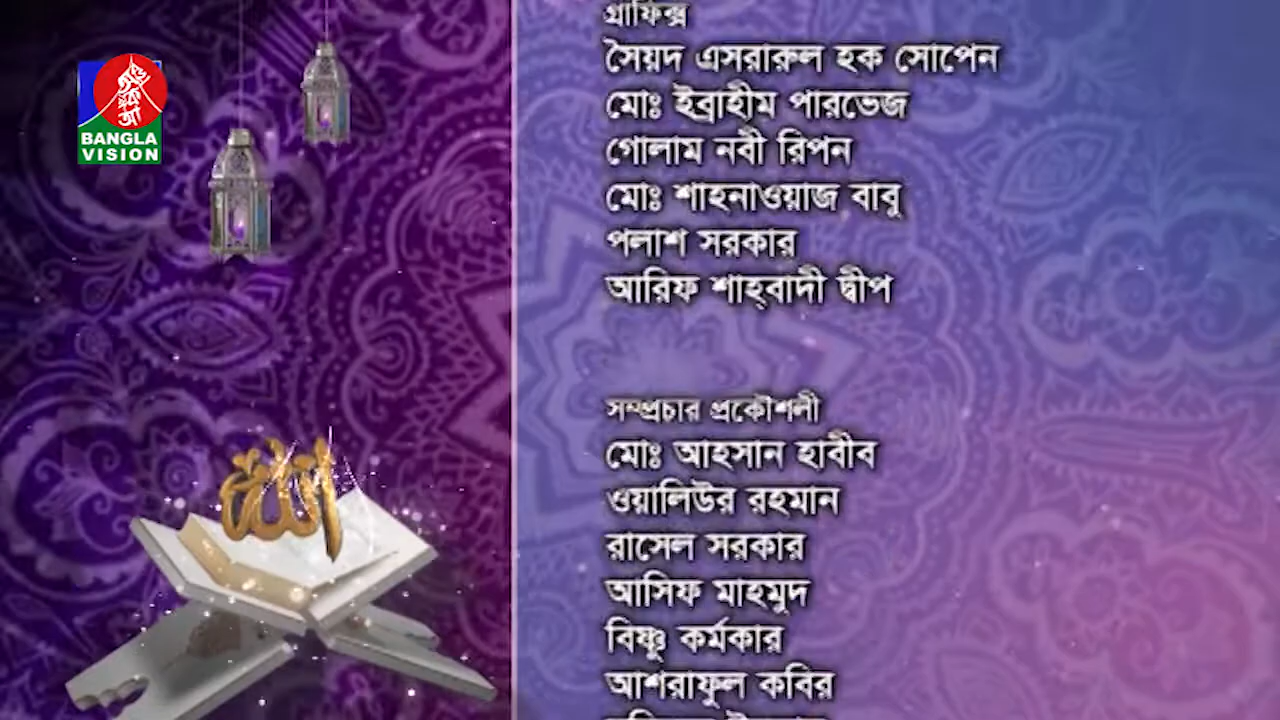 BANGLA
VISION
الله
গ্রাফিক্স
সৈয়দ এসরারুল হক সোপেন
মোঃ ইব্রাহীম পারভেজ
গোলাম নবী রিপন
মোঃ শাহনাওয়াজ বাবু
পলাশ সরকার
আরিফ শাহ্‌বাদী দ্বীপ
সম্প্রচার প্রকৌশলী
মোঃ আহসান হাবীব
ওয়ালিউর রহমান
রাসেল সরকার
আসিফ মাহমুদ
বিষ্ণু কর্মকার
আশরাফুল কবির